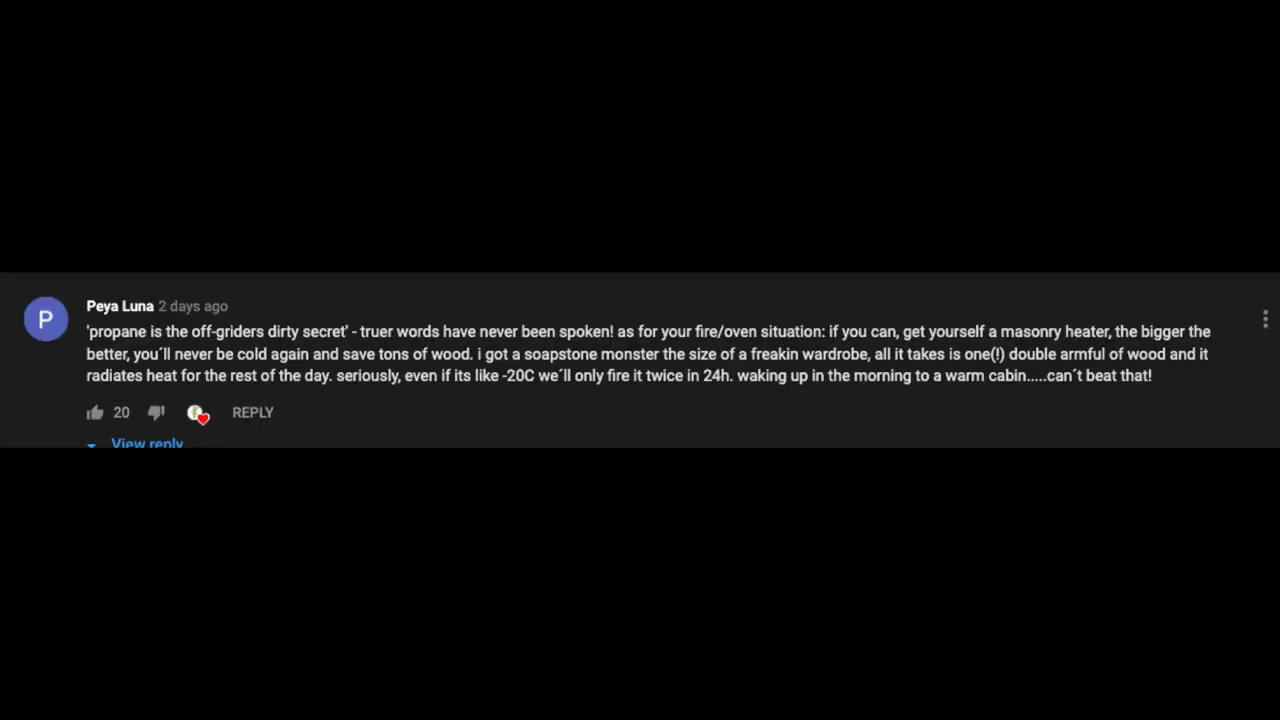 P
Peya Luna 2 days ago
'propane is the off-griders dirty secret' - truer words have never been spoken! as for your fire/oven situation: if you can, get yourself a masonry heater, the bigger the
better, you´ll never be cold again and save tons of wood. i got a soapstone monster the size of a freakin wardrobe, all it takes is one(!) double armful of wood and it
radiates heat for the rest of the day. seriously, even if its like -20C we´ll only fire it twice in 24h. waking up in the morning to a warm cabin.....can´t beat that!
20 REPLY
View reply